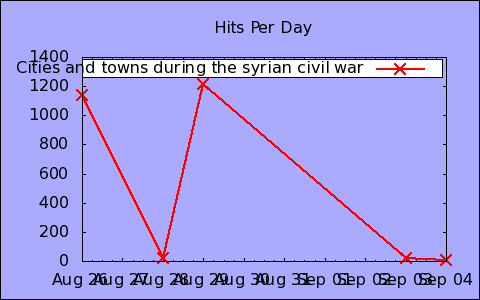 Hits Per Day
1400
Cities and towns during the syrian civil war
1200
1000
800
600
400
200
0
Aug 26 Aug 27 Aug 28 Aug 29 Aug 30 Aug 31 Sep 01 Sep 02 Sep 03 Sep 04